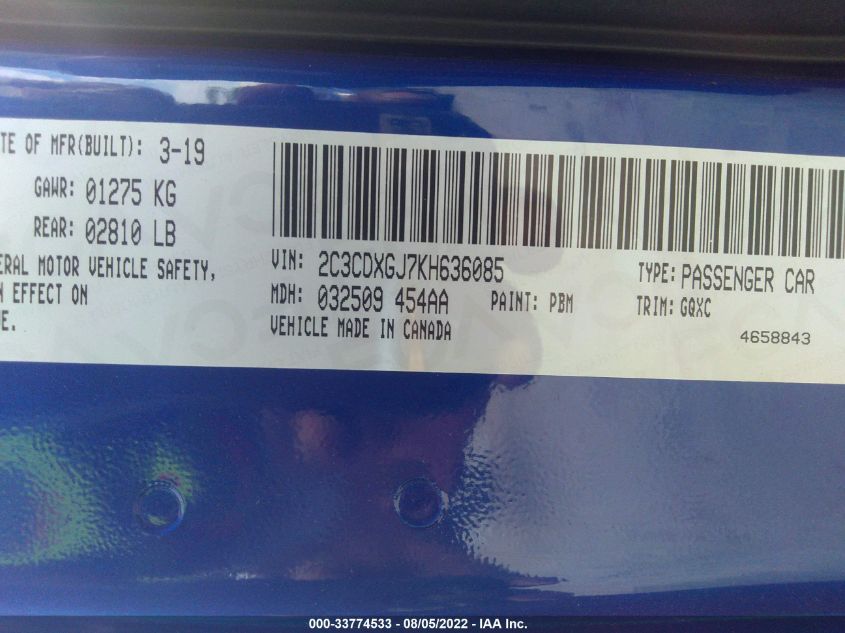 TE OF MFR(BUILT): 3-19
GAWR: 01275 KG
REAR: 02810 LB
ERAL MOTOR VEHICLE SAFETY,
N EFFECT ON
E.
VIN: 2C3CDXGJ7KH636085 TYPE: PASSENGER CAR
MDH: 032509 454AA PAINT: PBM TRIM: GQXC
VEHICLE MADE IN CANADA 4658843
000-33774533 - 08/05/2022 - IAA Inc.